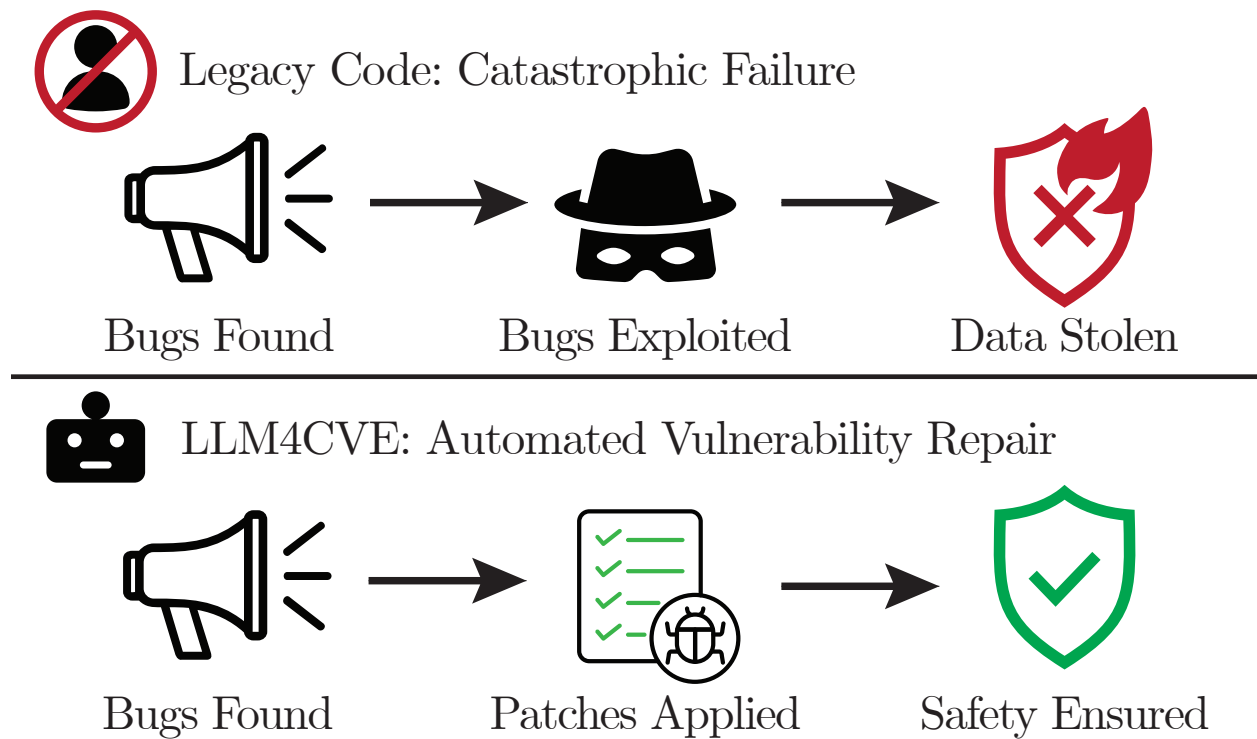 Legacy Code: Catastrophic Failure
Bugs Found
Bugs Exploited
Data Stolen
LLM4CVE: Automated Vulnerability Repair
Bugs Found
Patches Applied
Safety Ensured